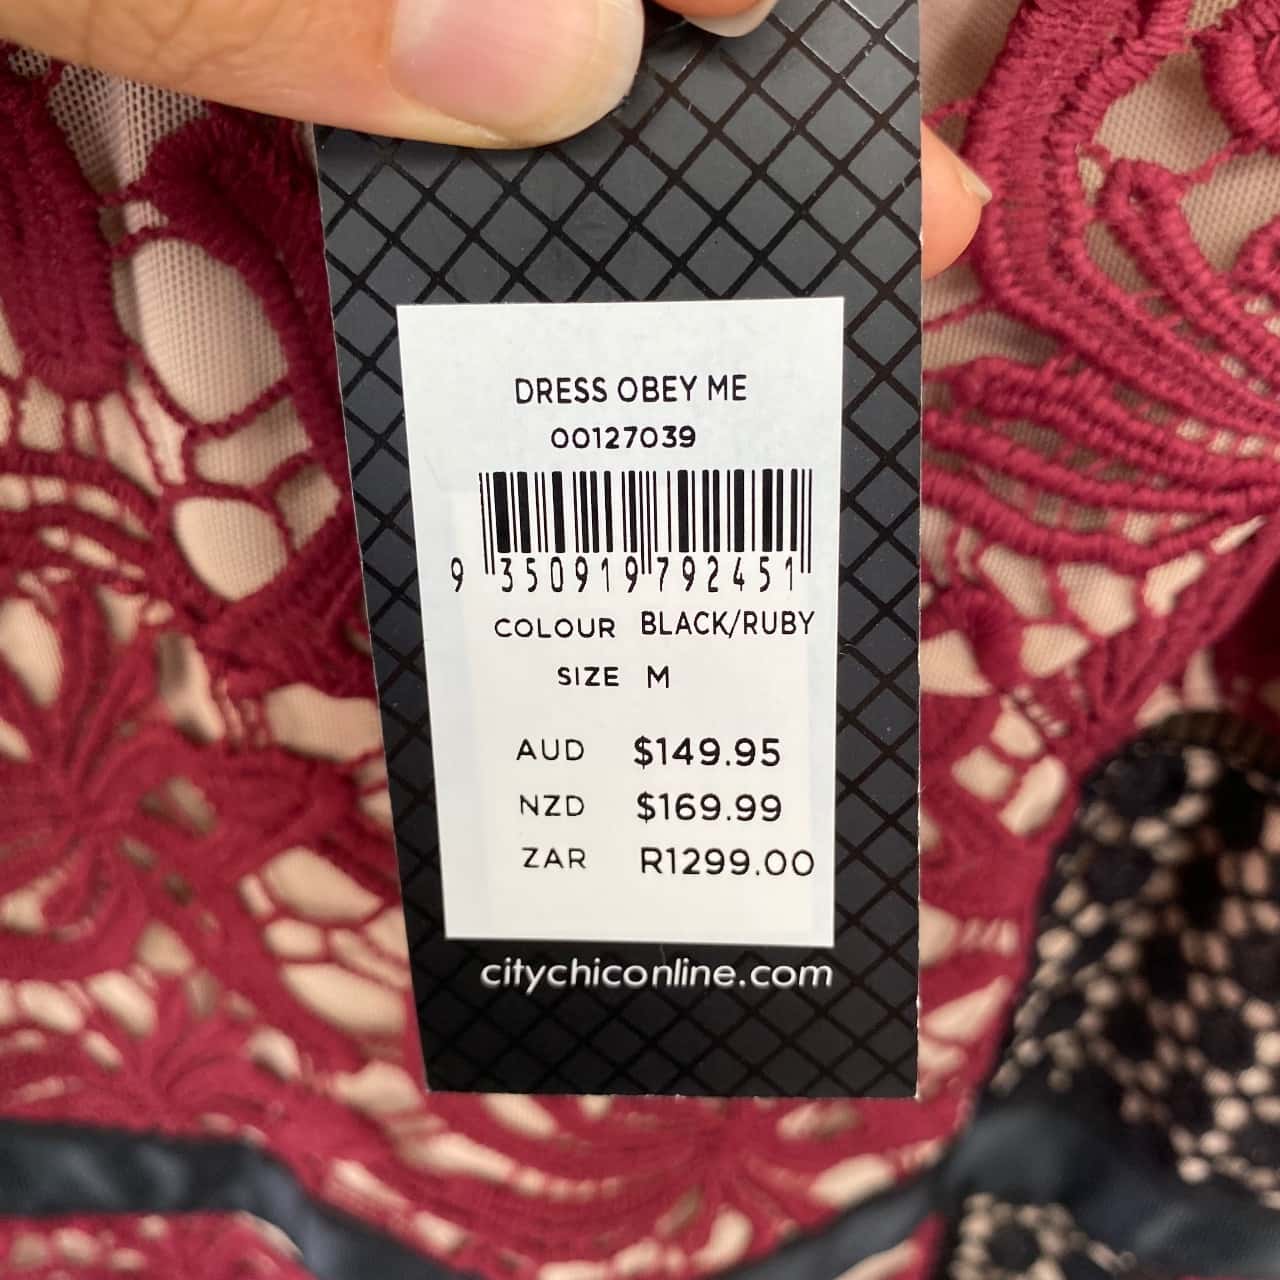 DRESS OBEY ME
00127039
9 350919 792451
COLOUR BLACK/RUBY
SIZE M
AUD $149.95
NZD $169.99
ZAR R1299.00
citychiconline.com